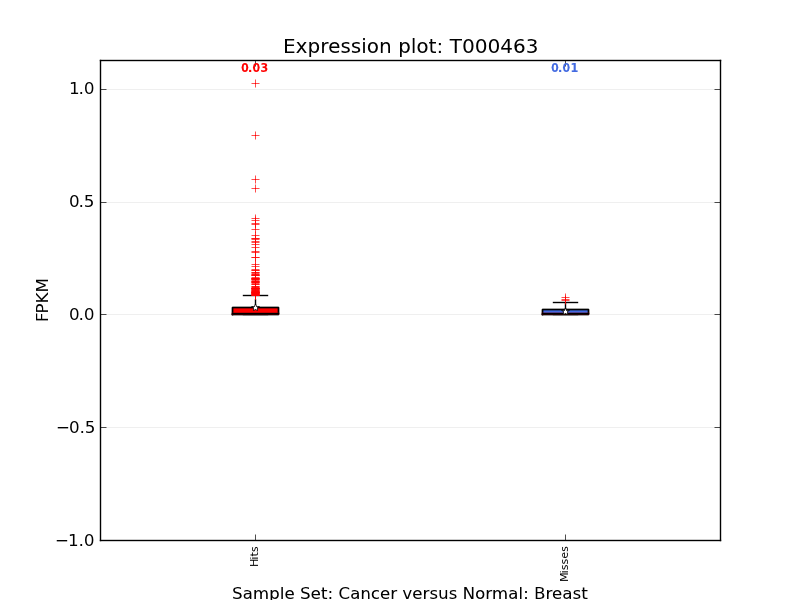 Expression plot: T000463
0.03
0.01
1.0
0.5
0.0
−0.5
−1.0
FPKM
Hits
Misses
Sample Set: Cancer versus Normal: Breast